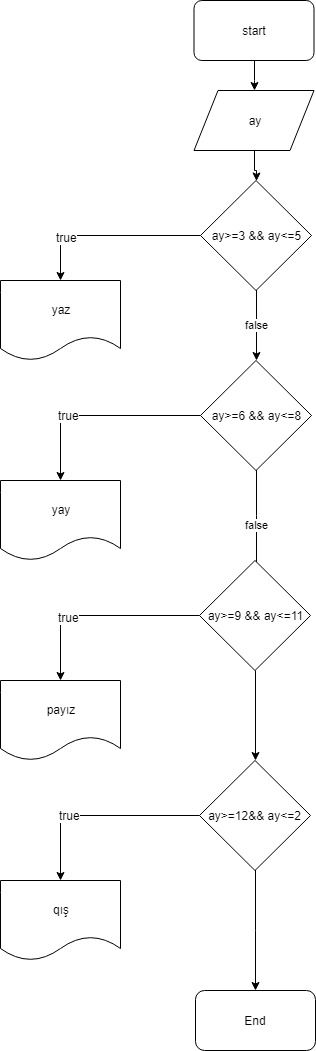 start
ay
ay>=3 && ay<=5
true
yaz
false
ay>=6 && ay<=8
true
yay
false
ay>=9 && ay<=11
true
payız
ay>=12&& ay<=2
true
qış
End